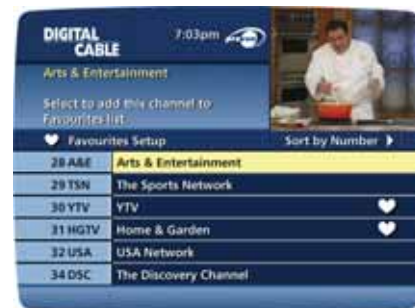 DIGITAL
CABLE
7:03pm
Arts & Entertainment
Select to add this channel to
Favourites list.
Favourites Setup
Sort by Number
28 A&E Arts & Entertainment
29 TSN The Sports Network
30 YTV YTV
31 HGTV Home & Garden
32 USA USA Network
34 DSC The Discovery Channel